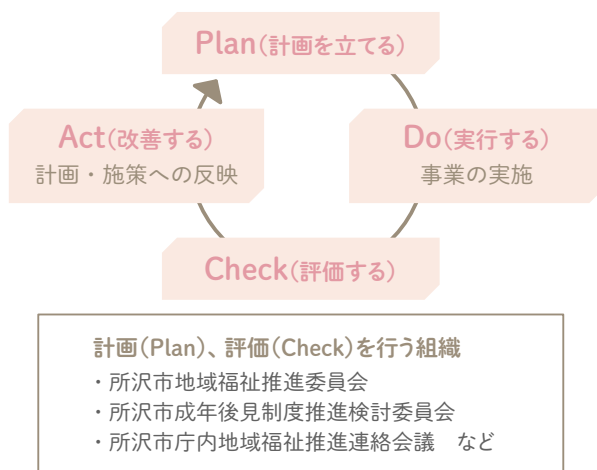 Plan(計画を立てる)
Act(改善する)
計画・施策への反映
Do(実行する)
事業の実施
Check(評価する)
計画(Plan)、評価(Check)を行う組織
・所沢市地域福祉推進委員会
・所沢市成年後見制度推進検討委員会
・所沢市庁内地域福祉推進連絡会議　など